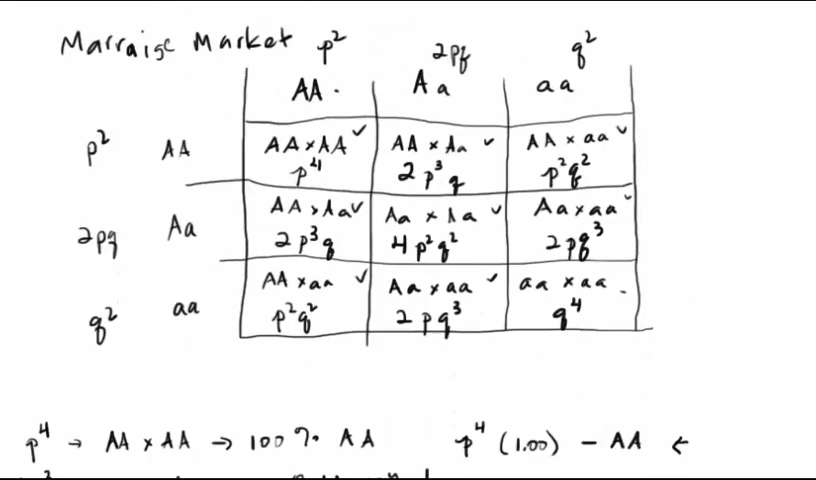 Marraige Market p²
2pq
q²
AA . Aa aa
p² AA AA×AA ✓ AA × Aa ✓ AA × aa ✓
p⁴ 2p³q p²q²
2pq Aa AA × Aa ✓ Aa × Aa ✓ Aa×aa ✓
2p³q 4p²q² 2pq³
q² aa AA × aa ✓ Aa × aa ✓ aa × aa .
p²q² 2pq³ q⁴
p⁴ → AA × AA → 100% AA p⁴ (1.00) – AA ←